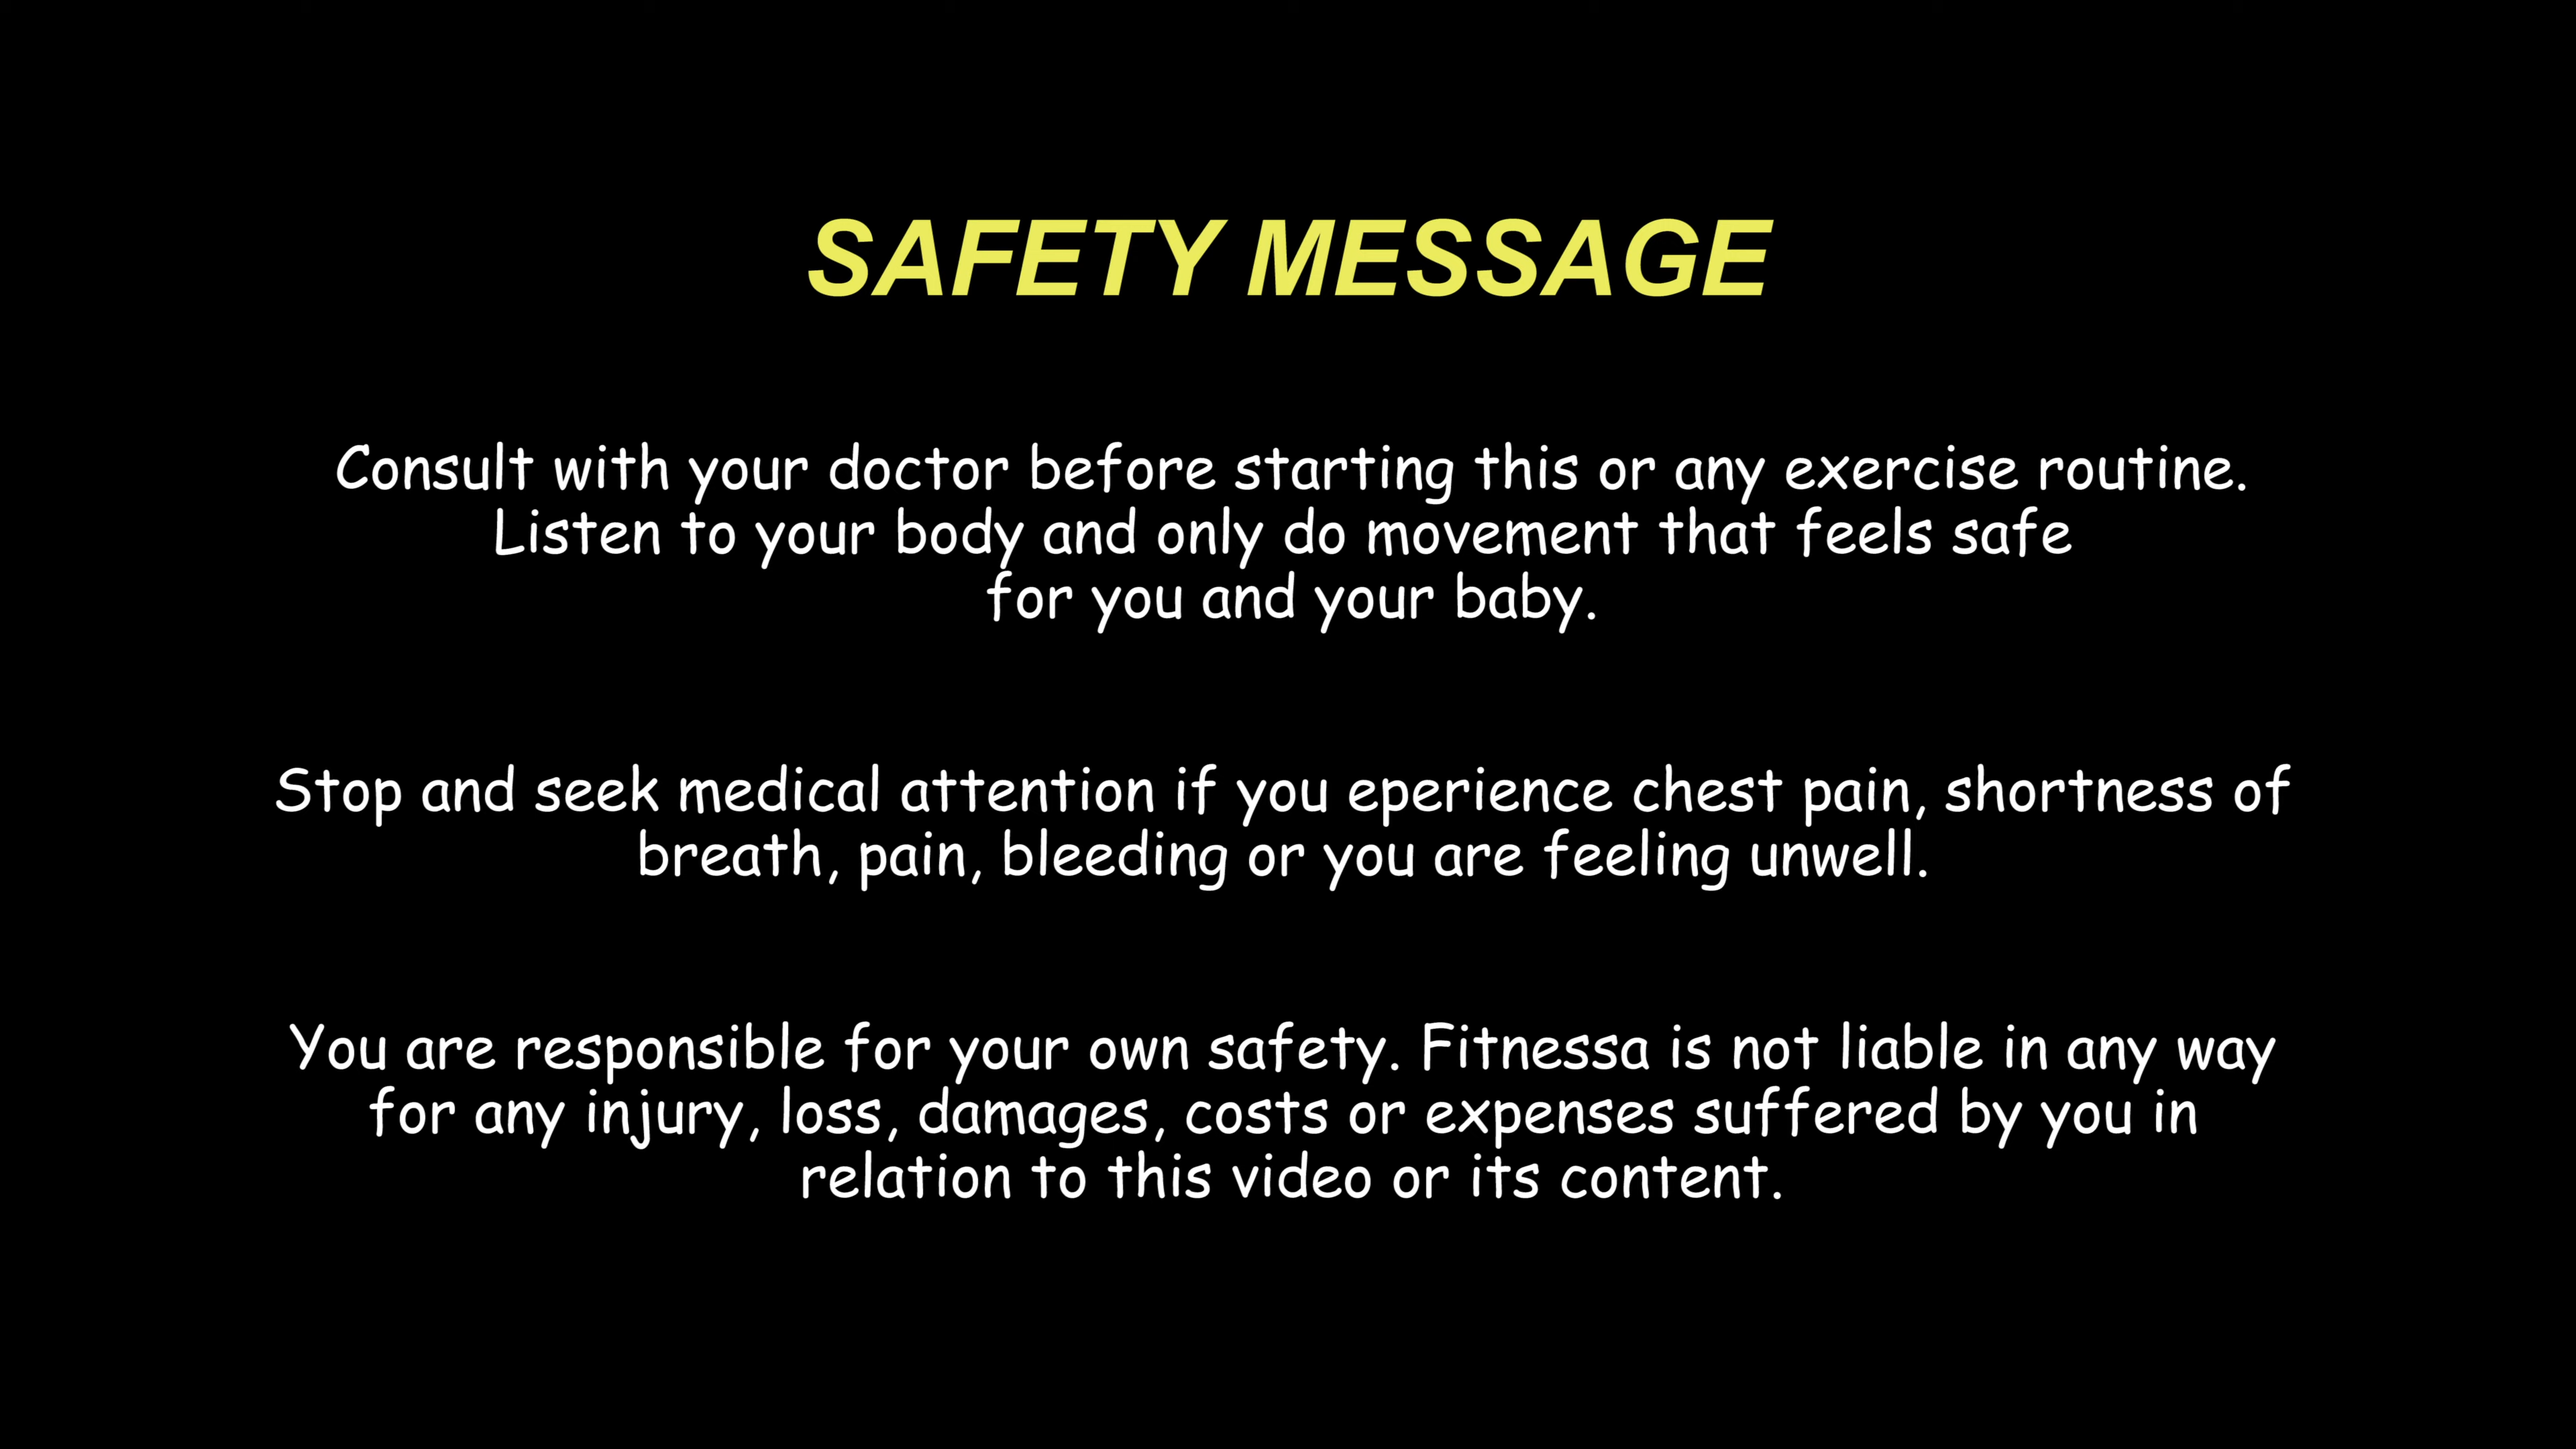 SAFETY MESSAGE
Consult with your doctor before starting this or any exercise routine.
Listen to your body and only do movement that feels safe
for you and your baby.
Stop and seek medical attention if you eperience chest pain, shortness of
breath, pain, bleeding or you are feeling unwell.
You are responsible for your own safety. Fitnessa is not liable in any way
for any injury, loss, damages, costs or expenses suffered by you in
relation to this video or its content.